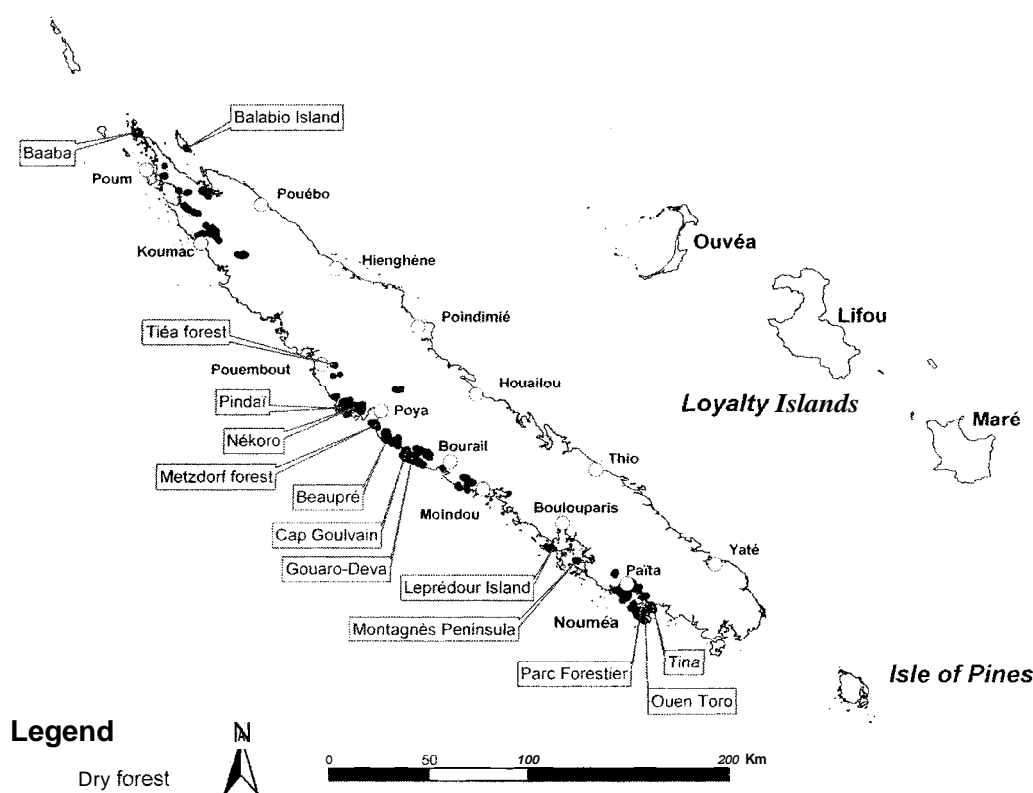 Balabio Island
Baaba
Poum
Pouébo
Ouvéa
Koumac
Hienghène
Lifou
Poindimié
Tiéa forest
Pouembout
Houailou
Loyalty Islands
Pindaï
Poya
Maré
Nékoro
Bourail
Metzdorf forest
Thio
Beaupré
Moindou
Boulouparis
Cap Goulvain
Yaté
Gouaro-Deva
Païta
Leprédour Island
Nouméa
Montagnès Peninsula
Tina
Parc Forestier
Isle of Pines
Ouen Toro
Legend
N
Dry forest
0 50 100 200 Km